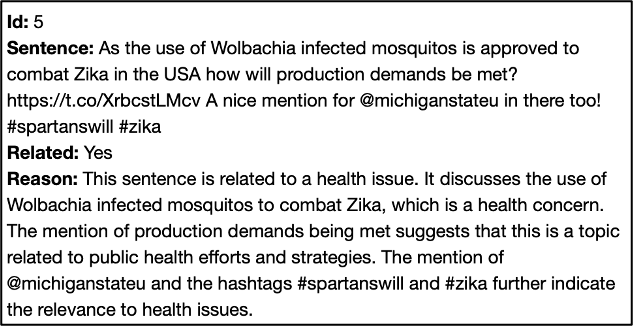 Id: 5
Sentence: As the use of Wolbachia infected mosquitos is approved to
combat Zika in the USA how will production demands be met?
https://t.co/XrbcstLMcv A nice mention for @michiganstateu in there too!
#spartanswill #zika
Related: Yes
Reason: This sentence is related to a health issue. It discusses the use of
Wolbachia infected mosquitos to combat Zika, which is a health concern.
The mention of production demands being met suggests that this is a topic
related to public health efforts and strategies. The mention of
@michiganstateu and the hashtags #spartanswill and #zika further indicate
the relevance to health issues.